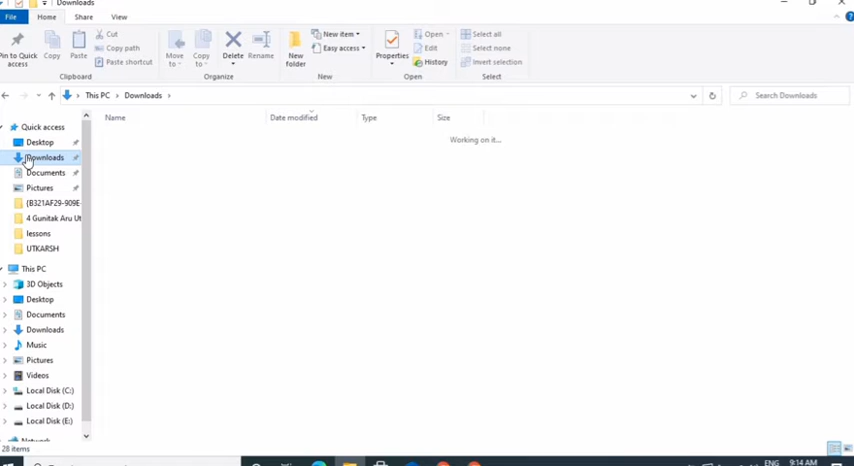 Downloads
File Home Share View
Pin to Quick access
Copy
Paste
Cut
Copy path
Paste shortcut
Clipboard
Move to
Copy to
Delete
Rename
Organize
New folder
New item
Easy access
New
Properties
Open
Edit
History
Open
Select all
Select none
Invert selection
Select
This PC > Downloads >
Search Downloads
Name Date modified Type Size
Working on it...
Quick access
Desktop
Downloads
Documents
Pictures
{B321AF29-909E-
4 Gunitak Aru Ut
lessons
UTKARSH
This PC
3D Objects
Desktop
Documents
Downloads
Music
Pictures
Videos
Local Disk (C:)
Local Disk (D:)
Local Disk (E:)
Network
28 items
ENG
9:14 AM